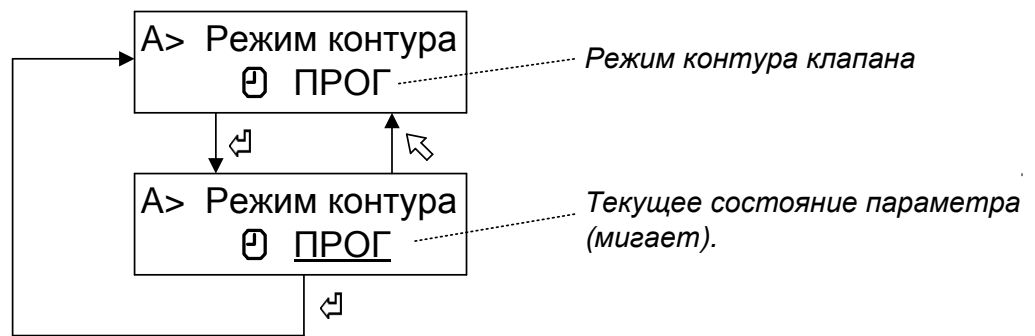 A> Режим контура
ПРОГ
Режим контура клапана
A> Режим контура
ПРОГ
Текущее состояние параметра
(мигает).